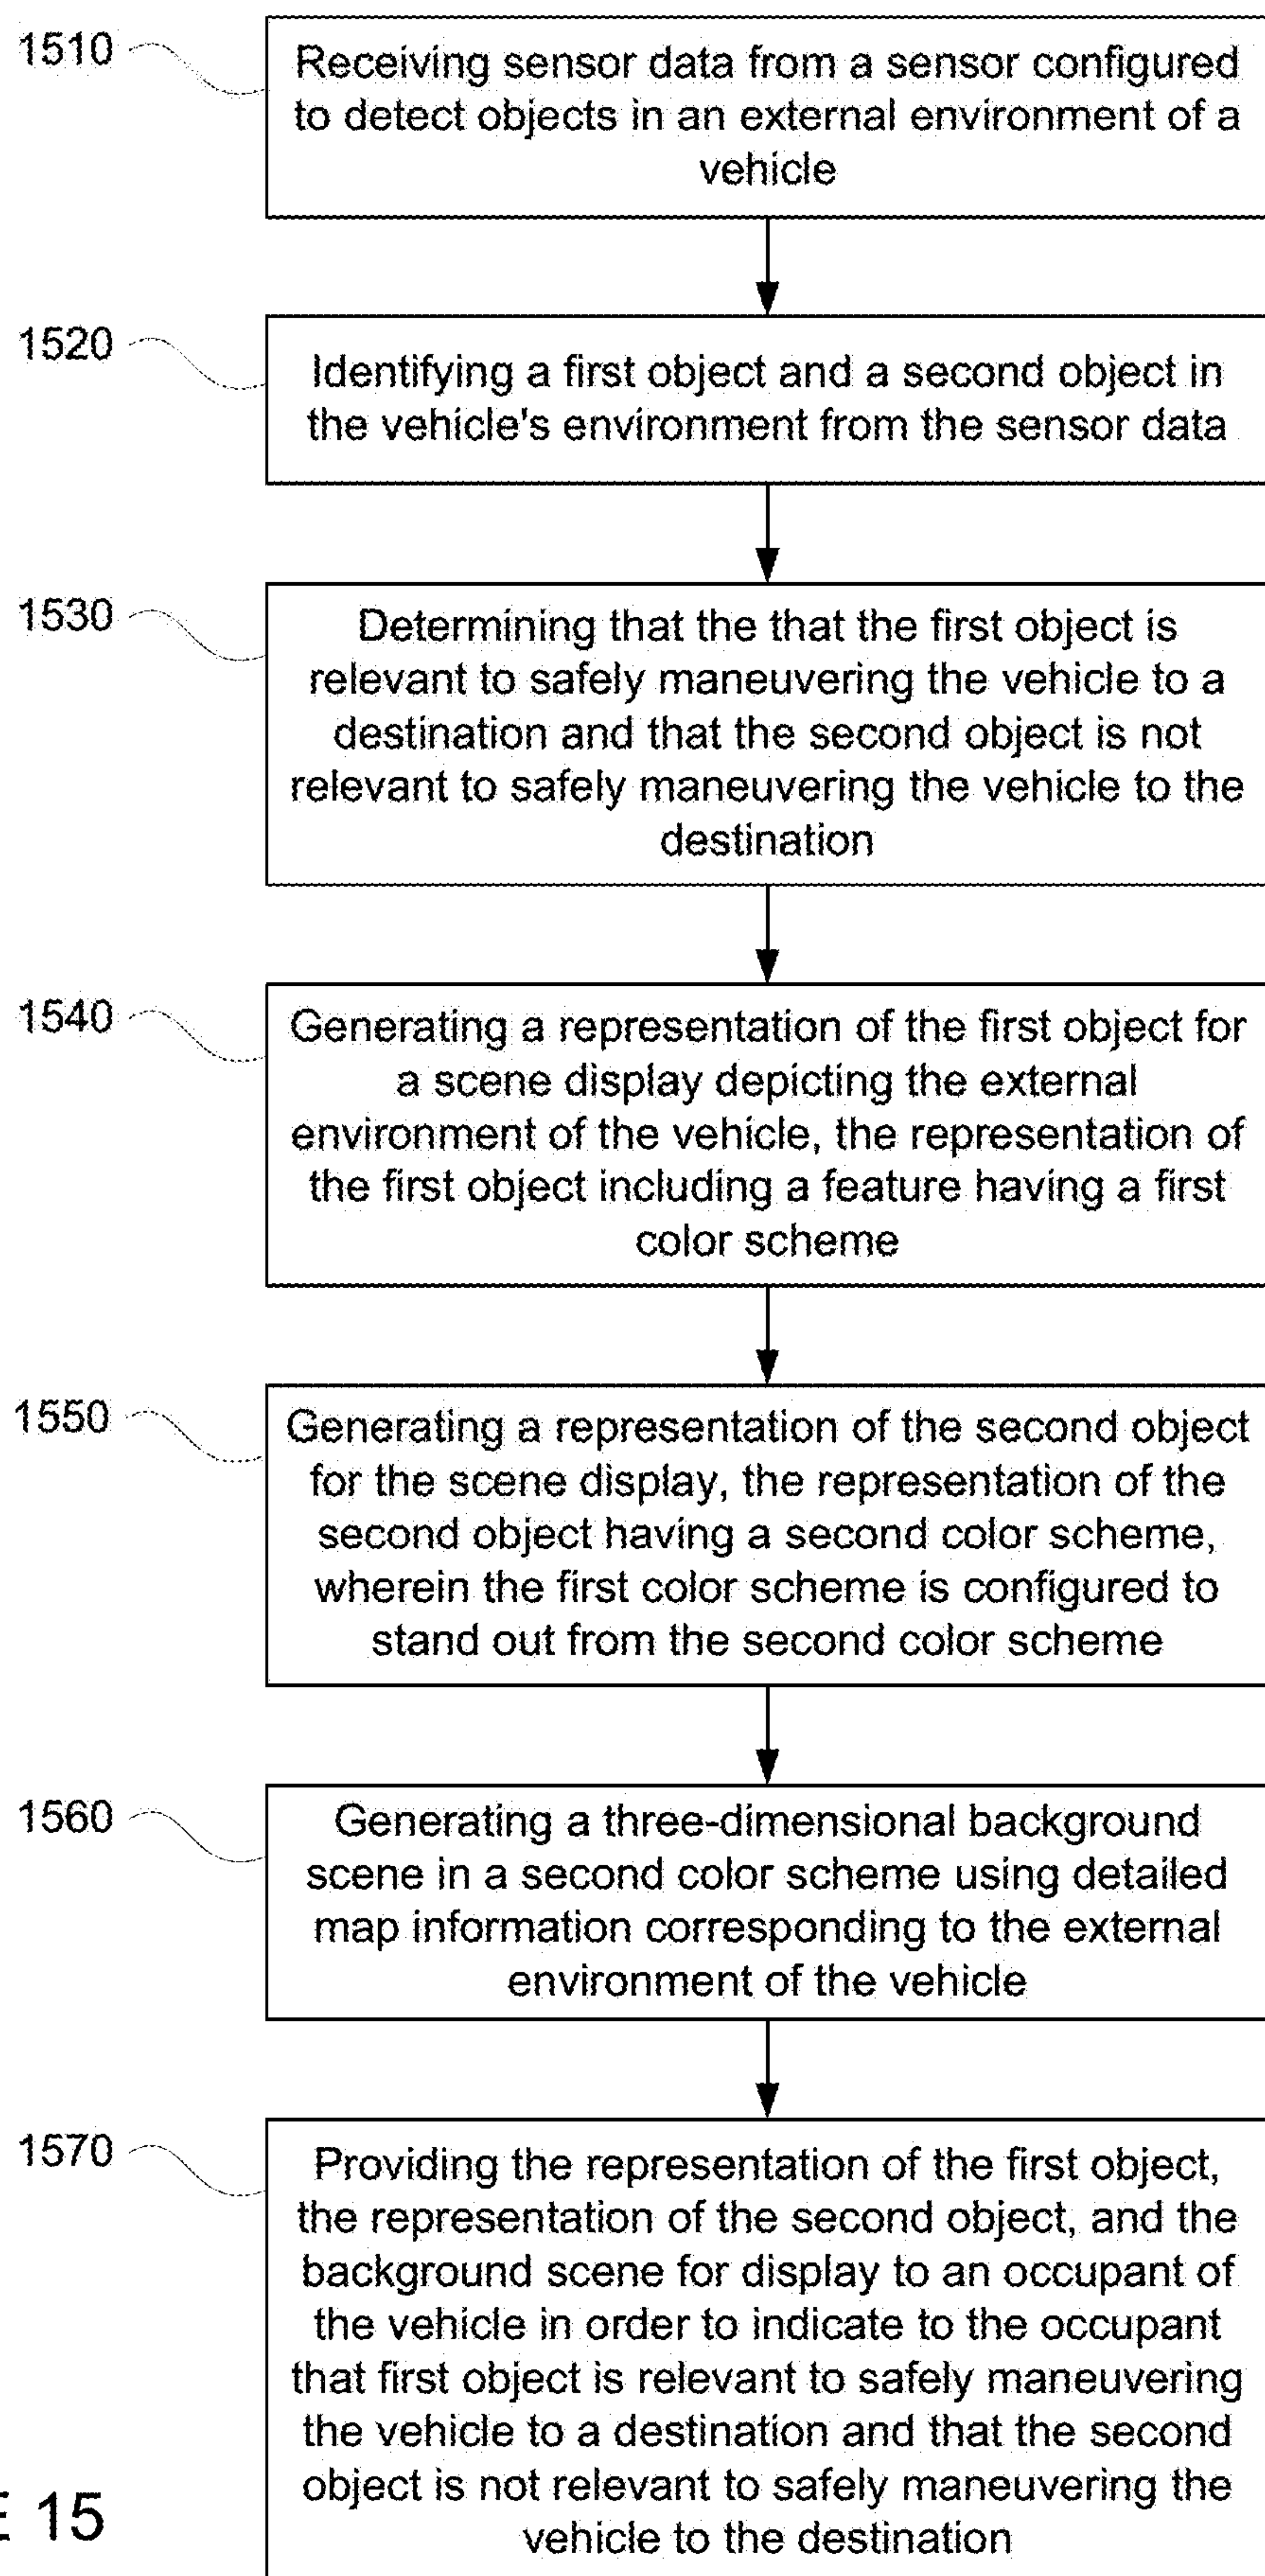 1510
Receiving sensor data from a sensor configured
to detect objects in an external environment of a
vehicle
1520
Identifying a first object and a second object in
the vehicle's environment from the sensor data
1530
Determining that the that the first object is
relevant to safely maneuvering the vehicle to a
destination and that the second object is not
relevant to safely maneuvering the vehicle to the
destination
1540
Generating a representation of the first object for
a scene display depicting the external
environment of the vehicle, the representation of
the first object including a feature having a first
color scheme
1550
Generating a representation of the second object
for the scene display, the representation of the
second object having a second color scheme,
wherein the first color scheme is configured to
stand out from the second color scheme
1560
Generating a three-dimensional background
scene in a second color scheme using detailed
map information corresponding to the external
environment of the vehicle
1570
Providing the representation of the first object,
the representation of the second object, and the
background scene for display to an occupant of
the vehicle in order to indicate to the occupant
that first object is relevant to safely maneuvering
the vehicle to a destination and that the second
object is not relevant to safely maneuvering the
vehicle to the destination
E 15